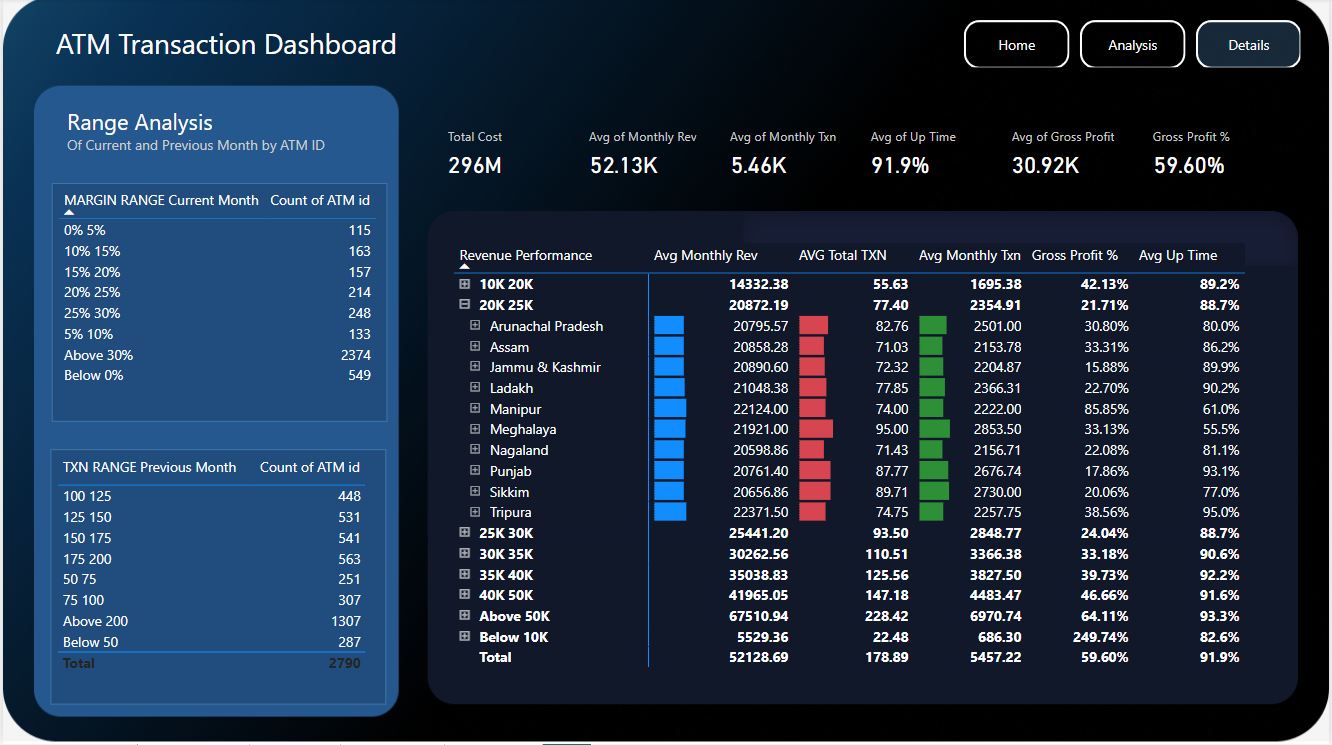 ATM Transaction Dashboard
Home
Analysis
Details
Range Analysis
Of Current and Previous Month by ATM ID
MARGIN RANGE Current Month Count of ATM id
0% 5% 115
10% 15% 163
15% 20% 157
20% 25% 214
25% 30% 248
5% 10% 133
Above 30% 2374
Below 0% 549
TXN RANGE Previous Month Count of ATM id
100 125 448
125 150 531
150 175 541
175 200 563
50 75 251
75 100 307
Above 200 1307
Below 50 287
Total 2790
Total Cost Avg of Monthly Rev Avg of Monthly Txn Avg of Up Time Avg of Gross Profit Gross Profit %
296M 52.13K 5.46K 91.9% 30.92K 59.60%
Revenue Performance Avg Monthly Rev AVG Total TXN Avg Monthly Txn Gross Profit % Avg Up Time
10K 20K 14332.38 55.63 1695.38 42.13% 89.2%
20K 25K 20872.19 77.40 2354.91 21.71% 88.7%
Arunachal Pradesh 20795.57 82.76 2501.00 30.80% 80.0%
Assam 20858.28 71.03 2153.78 33.31% 86.2%
Jammu & Kashmir 20890.60 72.32 2204.87 15.88% 89.9%
Ladakh 21048.38 77.85 2366.31 22.70% 90.2%
Manipur 22124.00 74.00 2222.00 85.85% 61.0%
Meghalaya 21921.00 95.00 2853.50 33.13% 55.5%
Nagaland 20598.86 71.43 2156.71 22.08% 81.1%
Punjab 20761.40 87.77 2676.74 17.86% 93.1%
Sikkim 20656.86 89.71 2730.00 20.06% 77.0%
Tripura 22371.50 74.75 2257.75 38.56% 95.0%
25K 30K 25441.20 93.50 2848.77 24.04% 88.7%
30K 35K 30262.56 110.51 3366.38 33.18% 90.6%
35K 40K 35038.83 125.56 3827.50 39.73% 92.2%
40K 50K 41965.05 147.18 4483.47 46.66% 91.6%
Above 50K 67510.94 228.42 6970.74 64.11% 93.3%
Below 10K 5529.36 22.48 686.30 249.74% 82.6%
Total 52128.69 178.89 5457.22 59.60% 91.9%